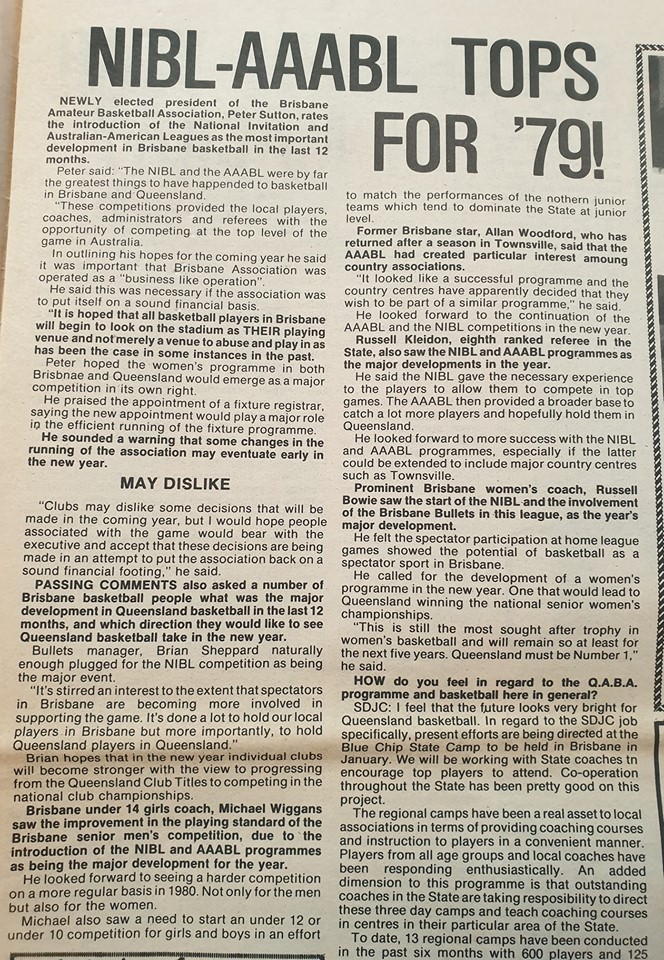 NIBL-AAABL TOPS
FOR '79!
NEWLY elected president of the Brisbane
Amateur Basketball Association, Peter Sutton, rates
the introduction of the National Invitation and
Australian-American Leagues as the most important
development in Brisbane basketball in the last 12
months.
Peter said: "The NIBL and the AAABL were by far
the greatest things to have happended to basketball
in Brisbane and Queensland.
"These competitions provided the local players,
coaches, administrators and referees with the
opportunity of competing at the top level of the
game in Australia.
In outlining his hopes for the coming year he said
it was important that Brisbane Association was
operated as a "business like operation".
He said this was necessary if the association was
to put itself on a sound financial basis.
"It is hoped that all basketball players in Brisbane
will begin to look on the stadium as THEIR playing
venue and not merely a venue to abuse and play in as
has been the case in some instances in the past.
Peter hoped the women's programme in both
Brisbnae and Queensland would emerge as a major
competition in its own right.
He praised the appointment of a fixture registrar,
saying the new appointment would play a major role
in the efficient running of the fixture programme.
He sounded a warning that some changes in the
running of the association may eventuate early in
the new year.
MAY DISLIKE
"Clubs may dislike some decisions that will be
made in the coming year, but I would hope people
associated with the game would bear with the
executive and accept that these decisions are being
made in an attempt to put the association back on a
sound financial footing," he said.
PASSING COMMENTS also asked a number of
Brisbane basketball people what was the major
development in Queensland basketball in the last 12
months, and which direction they would like to see
Queensland basketball take in the new year.
Bullets manager, Brian Sheppard naturally
enough plugged for the NIBL competition as being
the major event.
"It's stirred an interest to the extent that spectators
in Brisbane are becoming more involved in
supporting the game. It's done a lot to hold our local
players in Brisbane but more importantly, to hold
Queensland players in Queensland."
Brian hopes that in the new year individual clubs
will become stronger with the view to progressing
from the Queensland Club Titles to competing in the
national club championships.
Brisbane under 14 girls coach, Michael Wiggans
saw the improvement in the playing standard of the
Brisbane senior men's competition, due to the
introduction of the NIBL and AAABL programmes
as being the major development for the year.
He looked forward to seeing a harder competition
on a more regular basis in 1980. Not only for the men
but also for the women.
Michael also saw a need to start an under 12 or
under 10 competition for girls and boys in an effort
to match the performances of the nothern junior
teams which tend to dominate the State at junior
level.
Former Brisbane star, Allan Woodford, who has
returned after a season in Townsville, said that the
AAABL had created particular interest amoung
country associations.
"It looked like a successful programme and the
country centres have apparently decided that they
wish to be part of a similar programme," he said.
He looked forward to the continuation of the
AAABL and the NIBL competitions in the new year.
Russell Kleidon, eighth ranked referee in the
State, also saw the NIBL and AAABL programmes as
the major developments in the year.
He said the NIBL gave the necessary experience
to the players to allow them to compete in top
games. The AAABL then provided a broader base to
catch a lot more players and hopefully hold them in
Queensland.
He looked forward to more success with the NIBL
and AAABL programmes, especially if the latter
could be extended to include major country centres
such as Townsville.
Prominent Brisbane women's coach, Russell
Bowie saw the start of the NIBL and the involvement
of the Brisbane Bullets in this league, as the year's
major development.
He felt the spectator participation at home league
games showed the potential of basketball as a
spectator sport in Brisbane.
He called for the development of a women's
programme in the new year. One that would lead to
Queensland winning the national senior women's
championships.
"This is still the most sought after trophy in
women's basketball and will remain so at least for
the next five years. Queensland must be Number 1,"
he said.
HOW do you feel in regard to the Q.A.B.A.
programme and basketball here in general?
SDJC: I feel that the future looks very bright for
Queensland basketball. In regard to the SDJC job
specifically, present efforts are being directed at the
Blue Chip State Camp to be held in Brisbane in
January. We will be working with State coaches tn
encourage top players to attend. Co-operation
throughout the State has been pretty good on this
project.
The regional camps have been a real asset to local
associations in terms of providing coaching courses
and instruction to players in a convenient manner.
Players from all age groups and local coaches have
been responding enthusiastically. An added
dimension to this programme is that outstanding
coaches in the State are taking resposibility to direct
these three day camps and teach coaching courses
in centres in their particular area of the State.
To date, 13 regional camps have been conducted
in the past six months with 600 players and 125